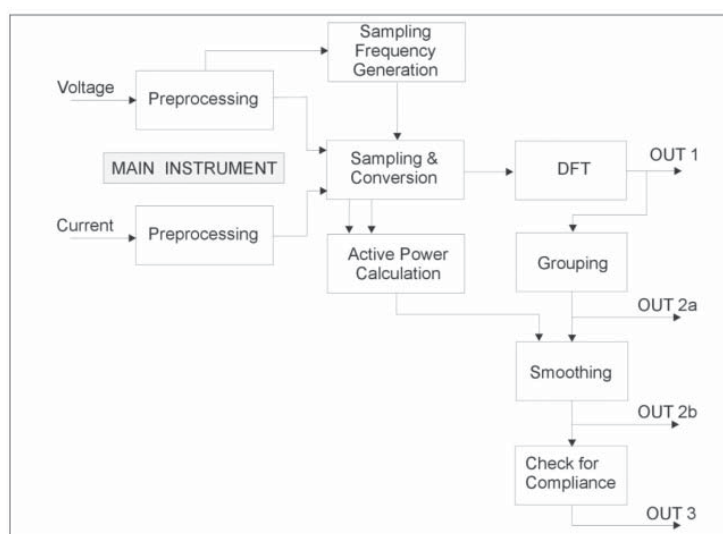 Sampling
Frequency
Generation
Voltage
Preprocessing
MAIN INSTRUMENT
Sampling &
Conversion
DFT
OUT 1
Current
Preprocessing
Active Power
Calculation
Grouping
OUT 2a
Smoothing
OUT 2b
Check for
Compliance
OUT 3